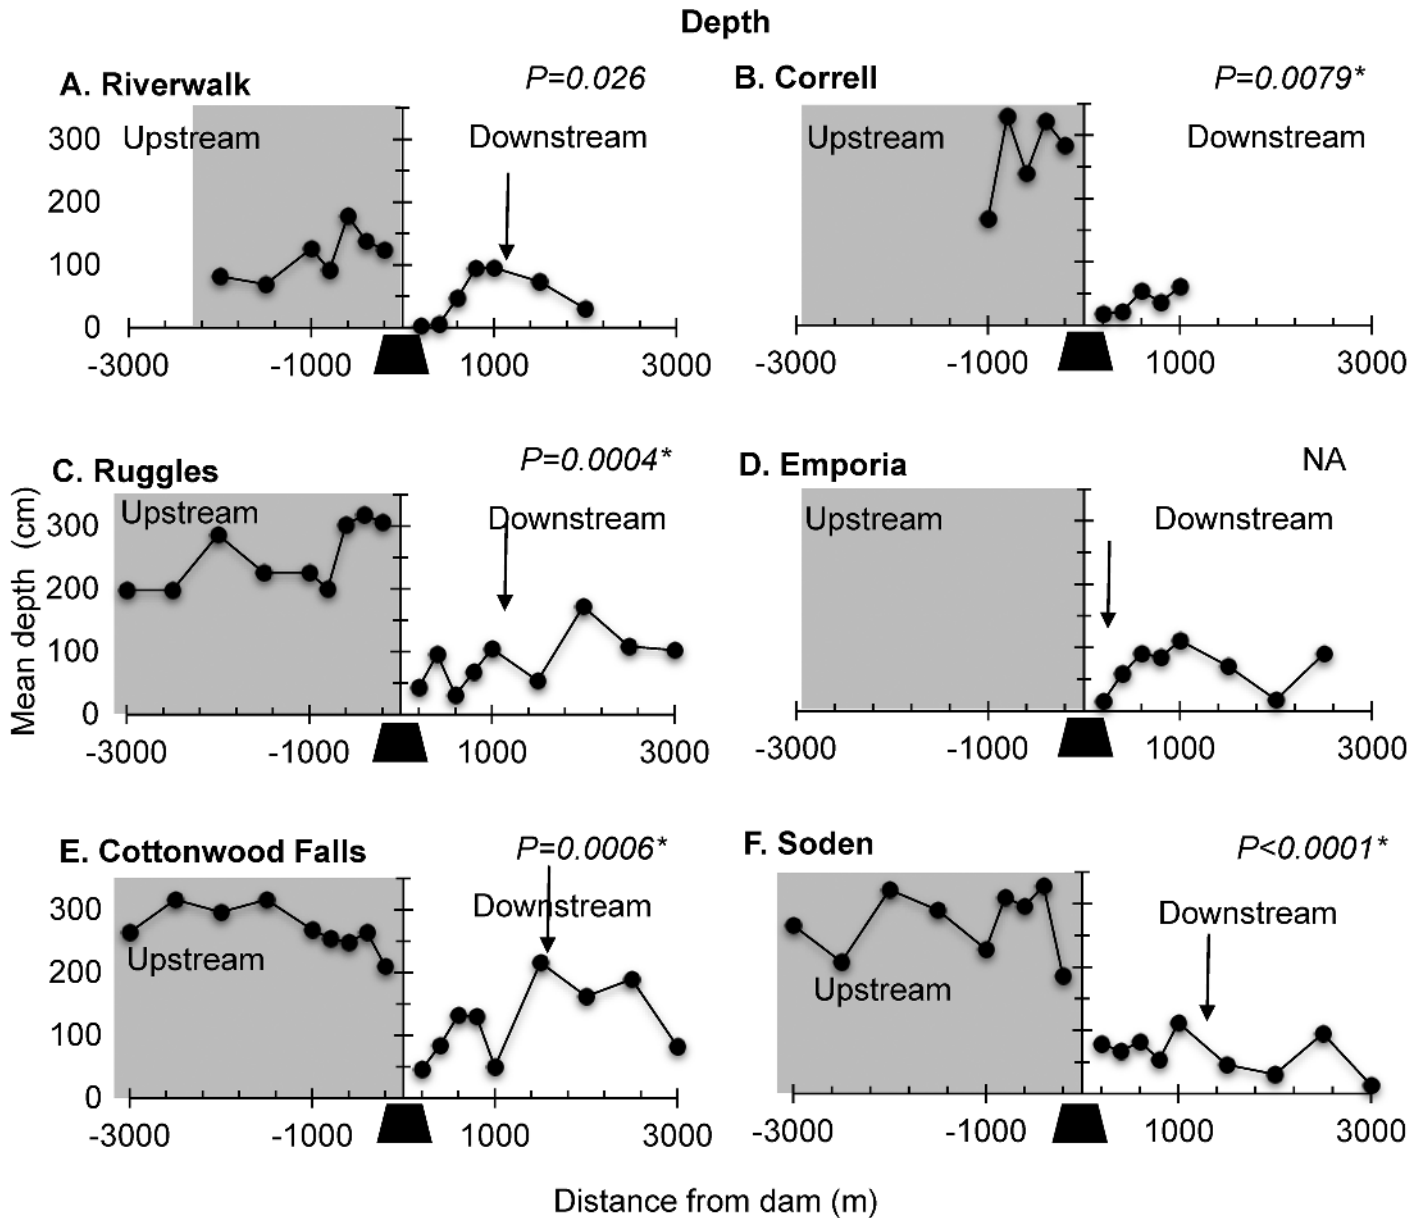 Depth
A. Riverwalk
P=0.026
Upstream
Downstream
300
200
100
0
-3000
-1000
1000
3000
B. Correll
P=0.0079*
Upstream
Downstream
-3000
-1000
1000
3000
C. Ruggles
P=0.0004*
Upstream
Downstream
300
200
100
0
-3000
-1000
1000
3000
D. Emporia
NA
Upstream
Downstream
-3000
-1000
1000
3000
Mean depth (cm)
E. Cottonwood Falls
P=0.0006*
Downstream
Upstream
300
200
100
0
-3000
-1000
1000
3000
F. Soden
P<0.0001*
Downstream
Upstream
-3000
-1000
1000
3000
Distance from dam (m)